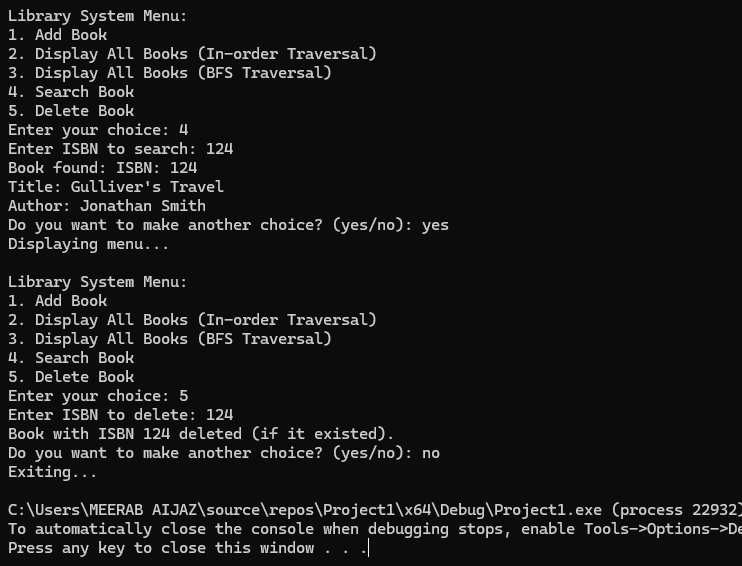 Library System Menu:
1. Add Book
2. Display All Books (In-order Traversal)
3. Display All Books (BFS Traversal)
4. Search Book
5. Delete Book
Enter your choice: 4
Enter ISBN to search: 124
Book found: ISBN: 124
Title: Gulliver's Travel
Author: Jonathan Smith
Do you want to make another choice? (yes/no): yes
Displaying menu...

Library System Menu:
1. Add Book
2. Display All Books (In-order Traversal)
3. Display All Books (BFS Traversal)
4. Search Book
5. Delete Book
Enter your choice: 5
Enter ISBN to delete: 124
Book with ISBN 124 deleted (if it existed).
Do you want to make another choice? (yes/no): no
Exiting...

C:\Users\MEERAB AIJAZ\source\repos\Project1\x64\Debug\Project1.exe (process 22932)
To automatically close the console when debugging stops, enable Tools->Options->De
Press any key to close this window . . .